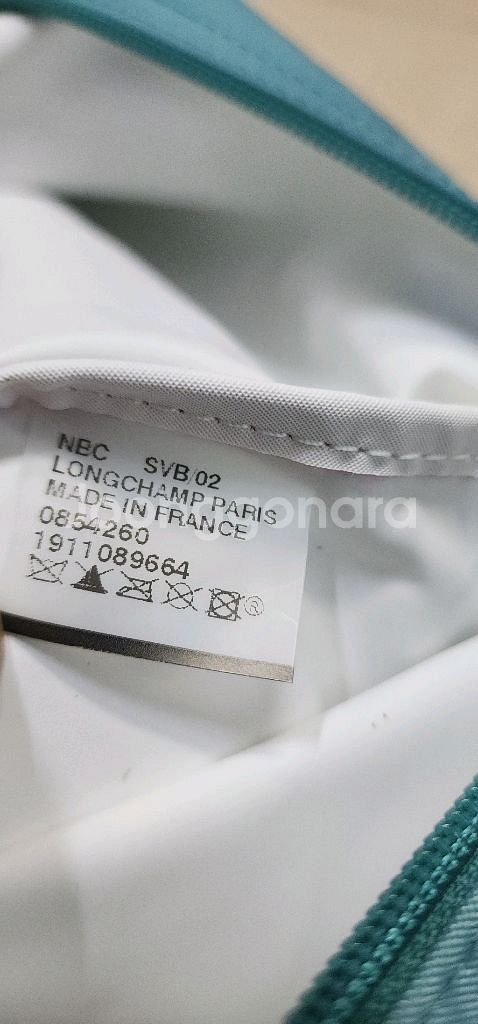 NBC SVB/02
LONGCHAMP PARIS
MADE IN FRANCE
0854260
1911089664
®